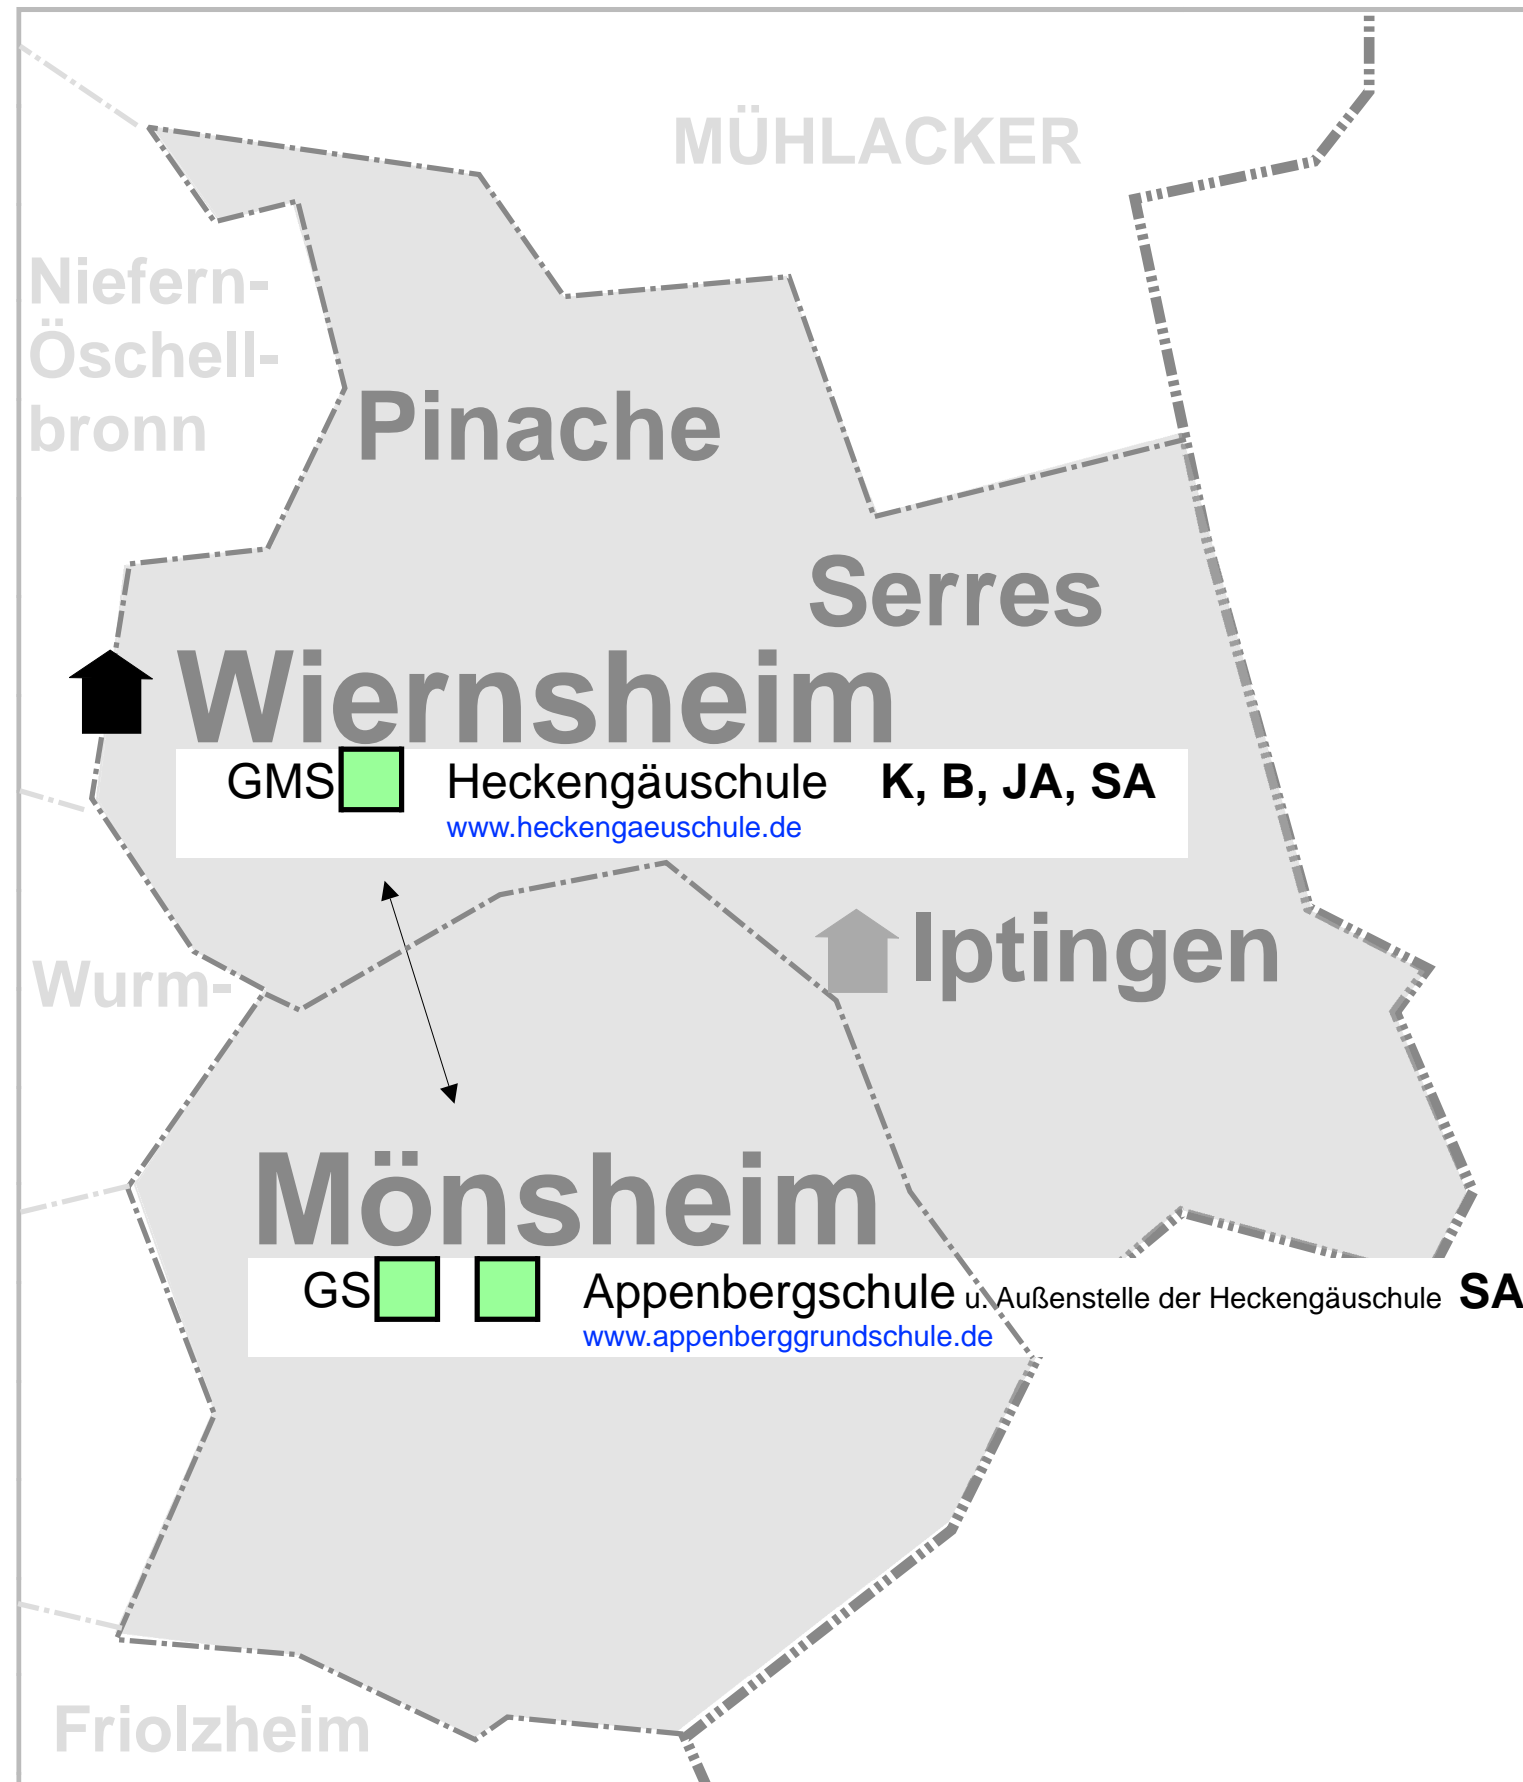 MÜHLACKER
Niefern-
Öschell-
bronn
Pinache
Serres
Wiernsheim
GMS Heckengäuschule K, B, JA, SA
www.heckengaeuschule.de
Iptingen
Wurm-
Mönsheim
GS Appenbergschule u. Außenstelle der Heckengäuschule SA
www.appenberggrundschule.de
Friolzheim